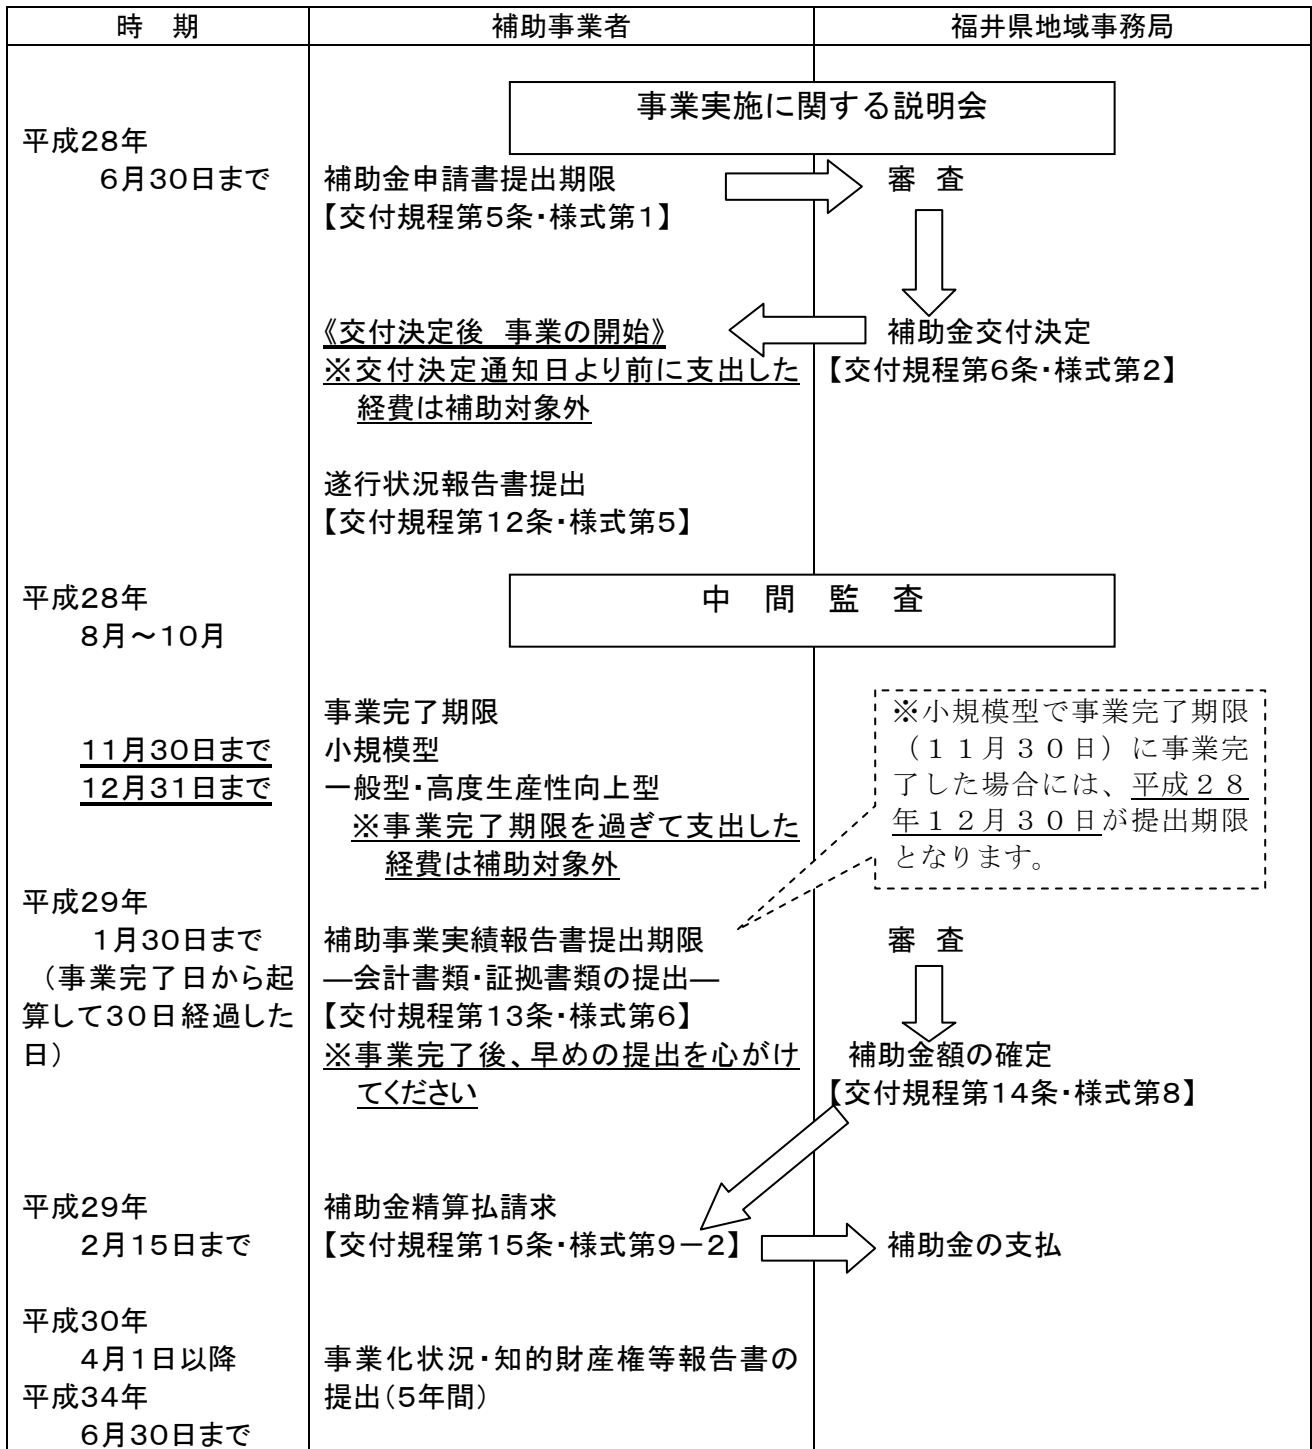 時　期
補助事業者
福井県地域事務局
事業実施に関する説明会
平成28年
6月30日まで
補助金申請書提出期限
審　査
【交付規程第5条・様式第1】
《交付決定後　事業の開始》
補助金交付決定
※交付決定通知日より前に支出した
【交付規程第6条・様式第2】
経費は補助対象外
遂行状況報告書提出
【交付規程第12条・様式第5】
平成28年
8月～10月
中　間　監　査
事業完了期限
11月30日まで
小規模型
12月31日まで
一般型・高度生産性向上型
※事業完了期限を過ぎて支出した
経費は補助対象外
※小規模型で事業完了期限
（１１月３０日）に事業完
了した場合には、平成２８
年１２月３０日が提出期限
となります。
平成29年
1月30日まで
（事業完了日から起
算して30日経過した
日）
補助事業実績報告書提出期限
―会計書類・証拠書類の提出―
【交付規程第13条・様式第6】
※事業完了後、早めの提出を心がけ
てください
審　査
補助金額の確定
【交付規程第14条・様式第8】
平成29年
2月15日まで
補助金精算払請求
【交付規程第15条・様式第9－2】
補助金の支払
平成30年
4月1日以降
平成34年
6月30日まで
事業化状況・知的財産権等報告書の
提出（5年間）